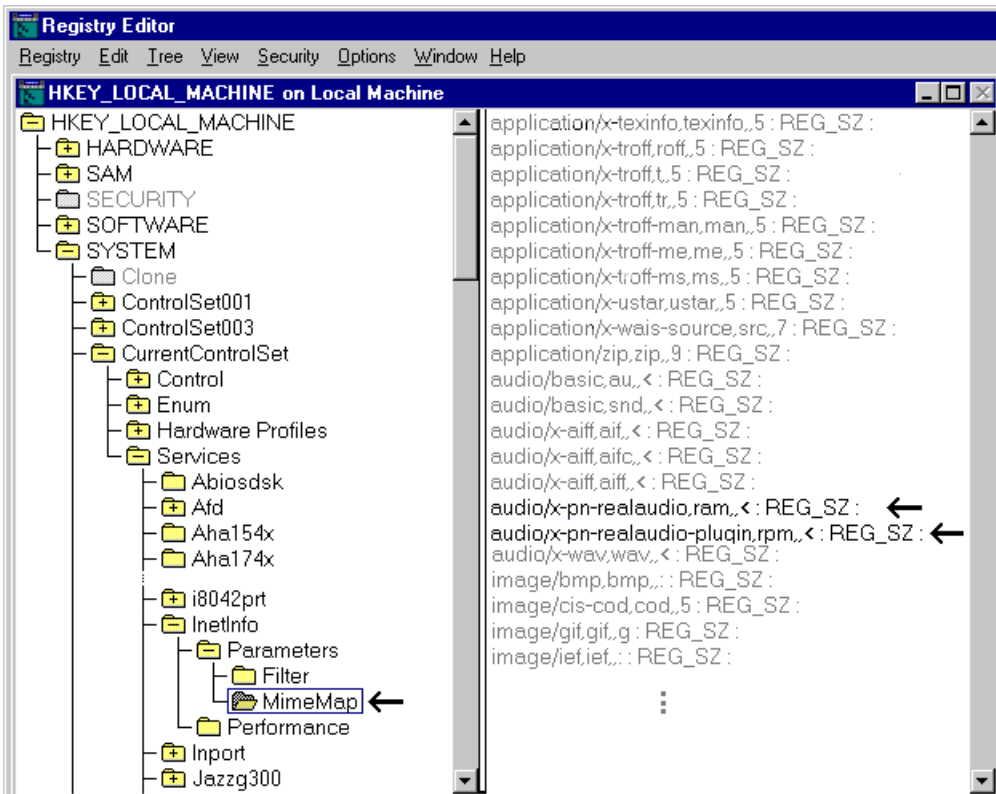 Registry Editor
Registry Edit Tree View Security Options Window Help
HKEY_LOCAL_MACHINE on Local Machine
HKEY_LOCAL_MACHINE
HARDWARE
SAM
SECURITY
SOFTWARE
SYSTEM
Clone
ControlSet001
ControlSet003
CurrentControlSet
Control
Enum
Hardware Profiles
Services
Abiosdsk
Afd
Aha154x
Aha174x
i8042prt
InetInfo
Parameters
Filter
MimeMap
Performance
Inport
Jazzg300
application/x-texinfo,texinfo,,5 : REG_SZ :
application/x-troff,roff,,5 : REG_SZ :
application/x-troff,t,,5 : REG_SZ :
application/x-troff,tr,,5 : REG_SZ :
application/x-troff-man,man,,5 : REG_SZ :
application/x-troff-me,me,,5 : REG_SZ :
application/x-troff-ms,ms,,5 : REG_SZ :
application/x-ustar,ustar,,5 : REG_SZ :
application/x-wais-source,src,,7 : REG_SZ :
application/zip,zip,,9 : REG_SZ :
audio/basic,au,,< : REG_SZ :
audio/basic,snd,,< : REG_SZ :
audio/x-aiff,aif,,< : REG_SZ :
audio/x-aiff,aifc,,< : REG_SZ :
audio/x-aiff,aiff,,< : REG_SZ :
audio/x-pn-realaudio,ram,,< : REG_SZ :
audio/x-pn-realaudio-plugin,rpm,,< : REG_SZ :
audio/x-wav,wav,,< : REG_SZ :
image/bmp,bmp,,: : REG_SZ :
image/cis-cod,cod,,5 : REG_SZ :
image/gif,gif,,g : REG_SZ :
image/ief,ief,,: : REG_SZ :